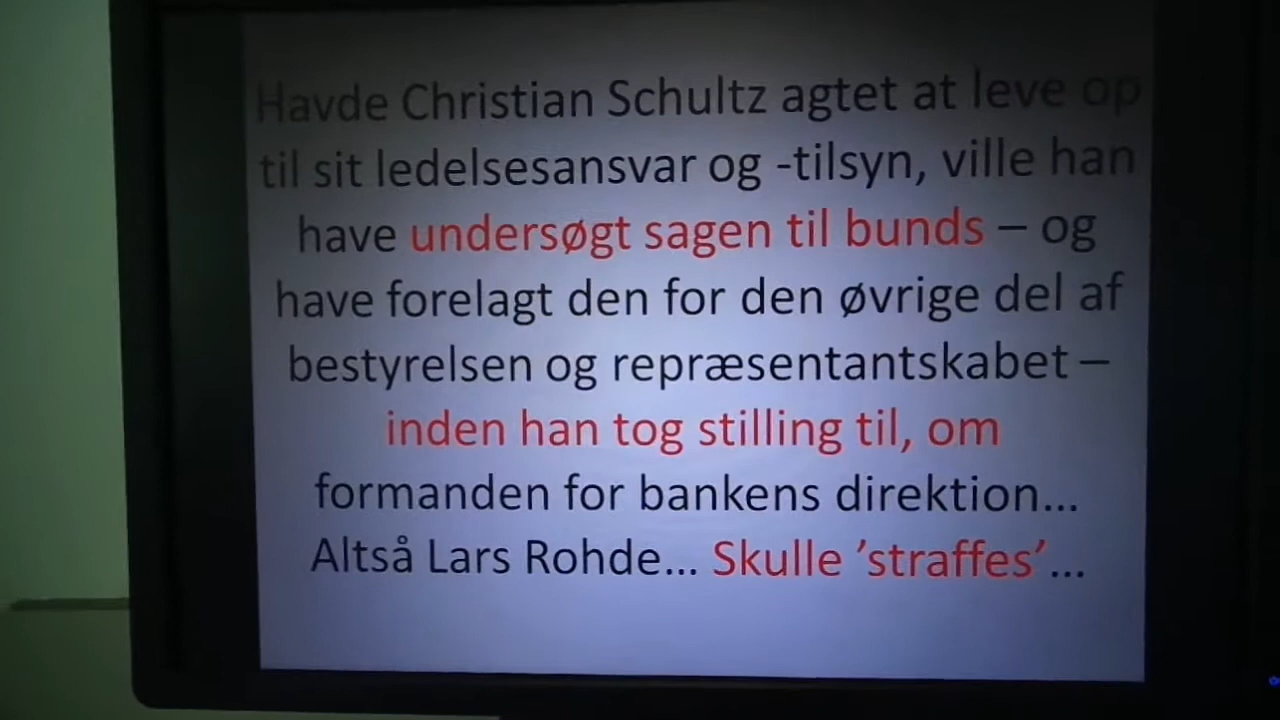 Havde Christian Schultz agtet at leve op
til sit ledelsesansvar og -tilsyn, ville han
have undersøgt sagen til bunds – og
have forelagt den for den øvrige del af
bestyrelsen og repræsentantskabet –
inden han tog stilling til, om
formanden for bankens direktion...
Altså Lars Rohde... Skulle ’straffes’...